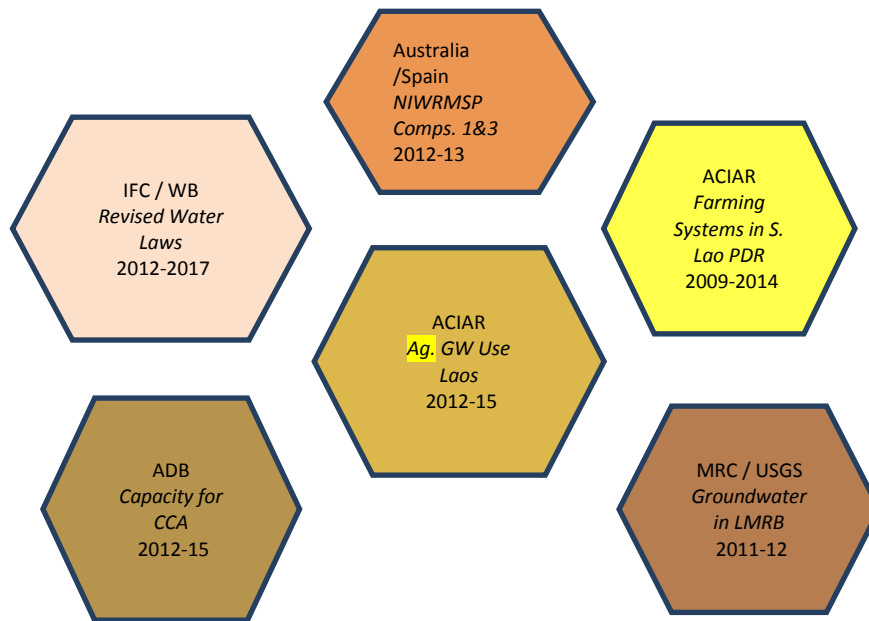 Australia
/Spain
NIWRMSP
Comps. 1&3
2012-13
IFC / WB
Revised Water
Laws
2012-2017
ACIAR
Farming
Systems in S.
Lao PDR
2009-2014
ACIAR
Ag. GW Use
Laos
2012-15
ADB
Capacity for
CCA
2012-15
MRC / USGS
Groundwater
in LMRB
2011-12